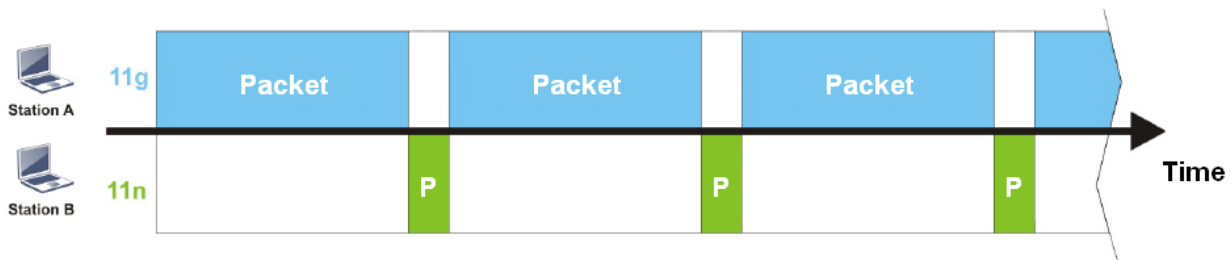 11g
Packet
Packet
Packet
Station A
11n
P
P
P
Time
Station B